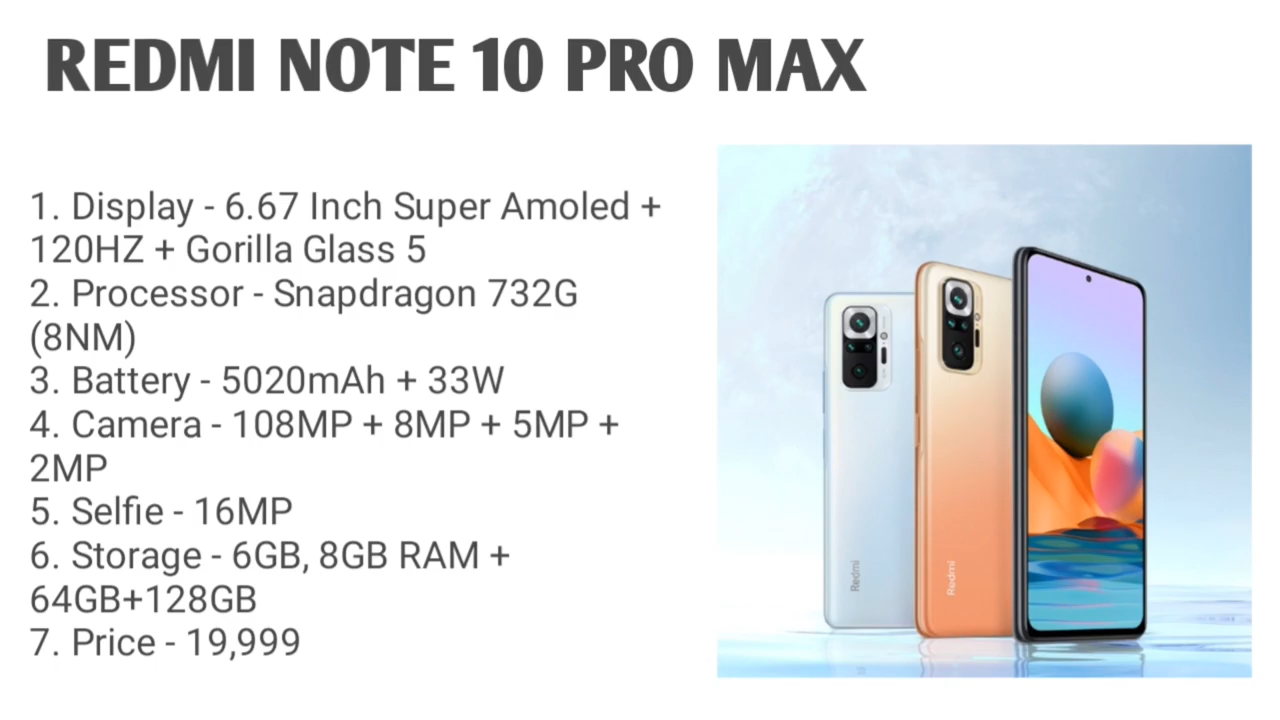 REDMI NOTE 10 PRO MAX
1. Display - 6.67 Inch Super Amoled +
120HZ + Gorilla Glass 5
2. Processor - Snapdragon 732G
(8NM)
3. Battery - 5020mAh + 33W
4. Camera - 108MP + 8MP + 5MP +
2MP
5. Selfie - 16MP
6. Storage - 6GB, 8GB RAM +
64GB+128GB
7. Price - 19,999
Redmi
Redmi